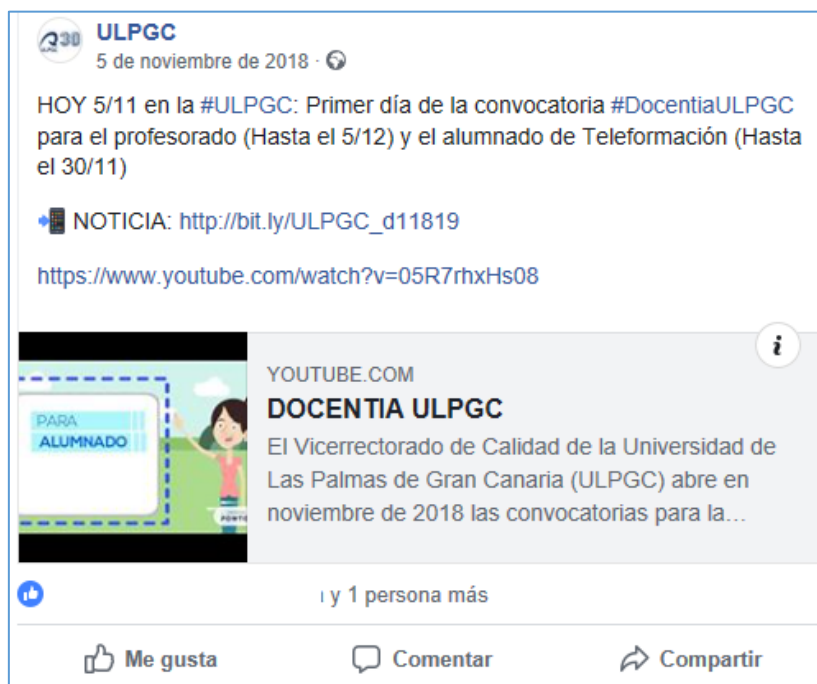 ULPGC
5 de noviembre de 2018 ·
HOY 5/11 en la #ULPGC: Primer día de la convocatoria #DocentiaULPGC
para el profesorado (Hasta el 5/12) y el alumnado de Teleformación (Hasta
el 30/11)
NOTICIA: http://bit.ly/ULPGC_d11819
https://www.youtube.com/watch?v=05R7rhxHs08
PARA
ALUMNADO
YOUTUBE.COM
DOCENTIA ULPGC
El Vicerrectorado de Calidad de la Universidad de
Las Palmas de Gran Canaria (ULPGC) abre en
noviembre de 2018 las convocatorias para la…
y 1 persona más
Me gusta Comentar Compartir